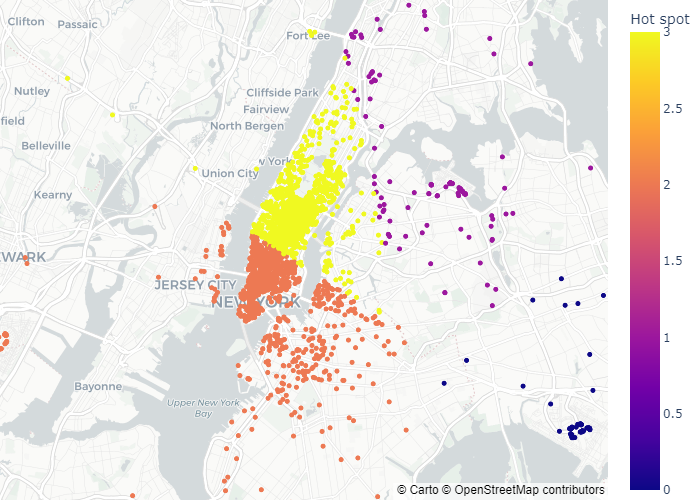 Clifton
Passaic
Fort Lee
Hot spot
3
Nutley
Cliffside Park
Fairview
2.5
field
North Bergen
Belleville
w York
Union City
2
Kearny
WARK
1.5
JERSEY CITY
NEW YORK
1
Bayonne
Upper New York
Bay
0.5
© Carto © OpenStreetMap contributors
0